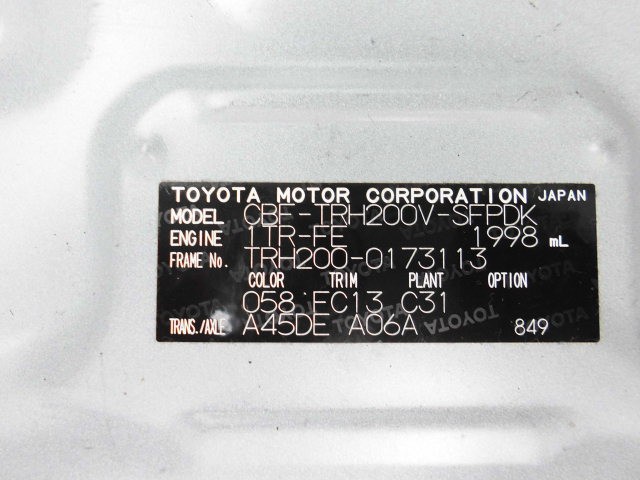 TOYOTA MOTOR CORPORATION JAPAN
MODEL CBF-TRH200V-SFPDK
ENGINE 1TR-FE 1998 mL
FRAME No. TRH200-0173113
COLOR TRIM PLANT OPTION
058 EC13 C31
TRANS./AXLE A45DE A06A 849